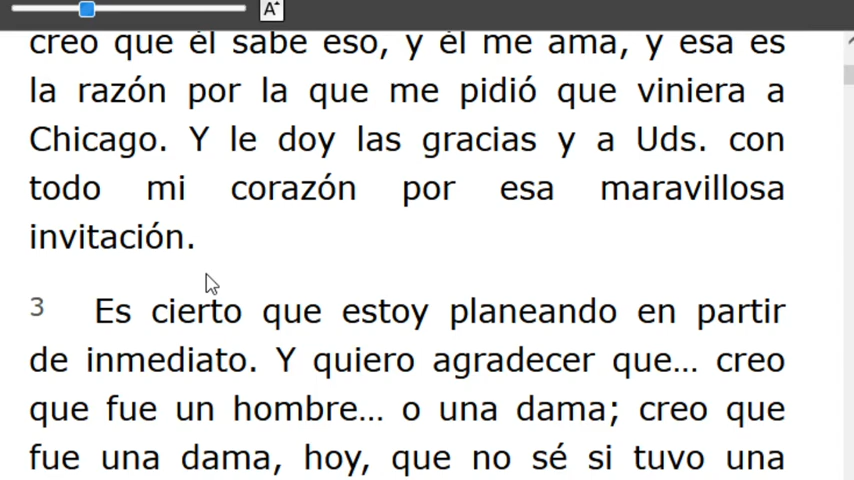 A
creo que él sabe eso, y él me ama, y esa es
la razón por la que me pidió que viniera a
Chicago. Y le doy las gracias y a Uds. con
todo mi corazón por esa maravillosa
invitación.
3 Es cierto que estoy planeando en partir
de inmediato. Y quiero agradecer que... creo
que fue un hombre... o una dama; creo que
fue una dama, hoy, que no sé si tuvo una